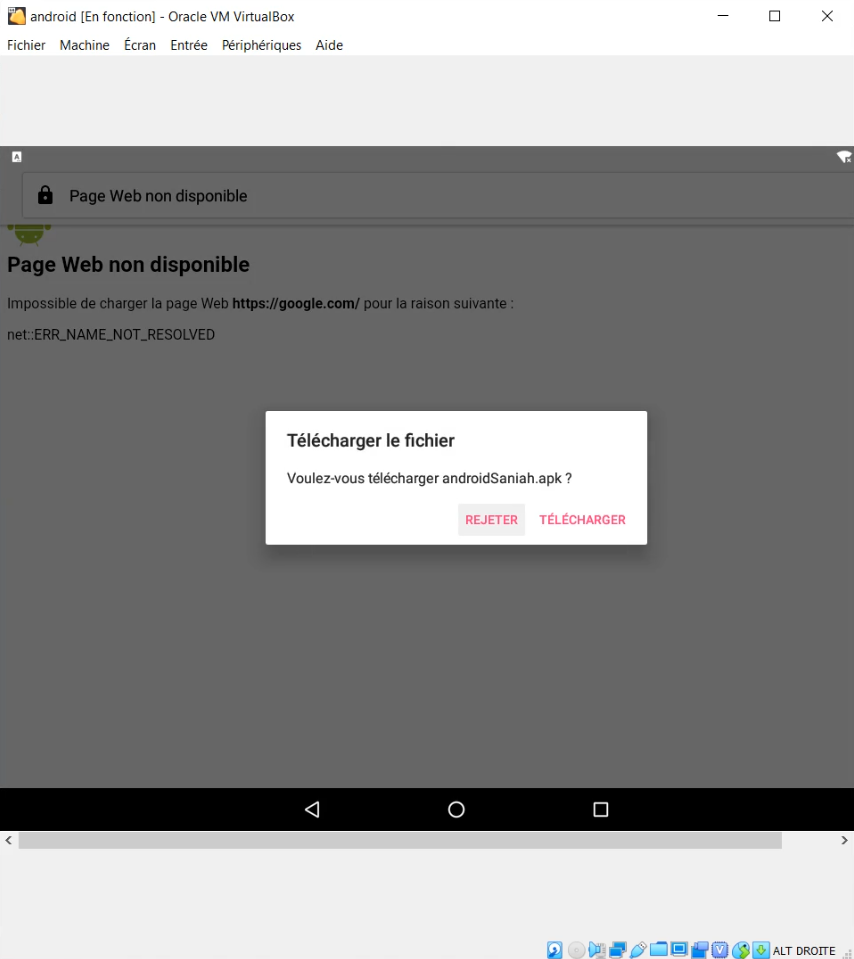 android [En fonction] - Oracle VM VirtualBox
Fichier Machine Écran Entrée Périphériques Aide
A
Page Web non disponible
Page Web non disponible
Impossible de charger la page Web https://google.com/ pour la raison suivante :
net::ERR_NAME_NOT_RESOLVED
Télécharger le fichier
Voulez-vous télécharger androidSaniah.apk ?
REJETER TÉLÉCHARGER
ALT DROITE